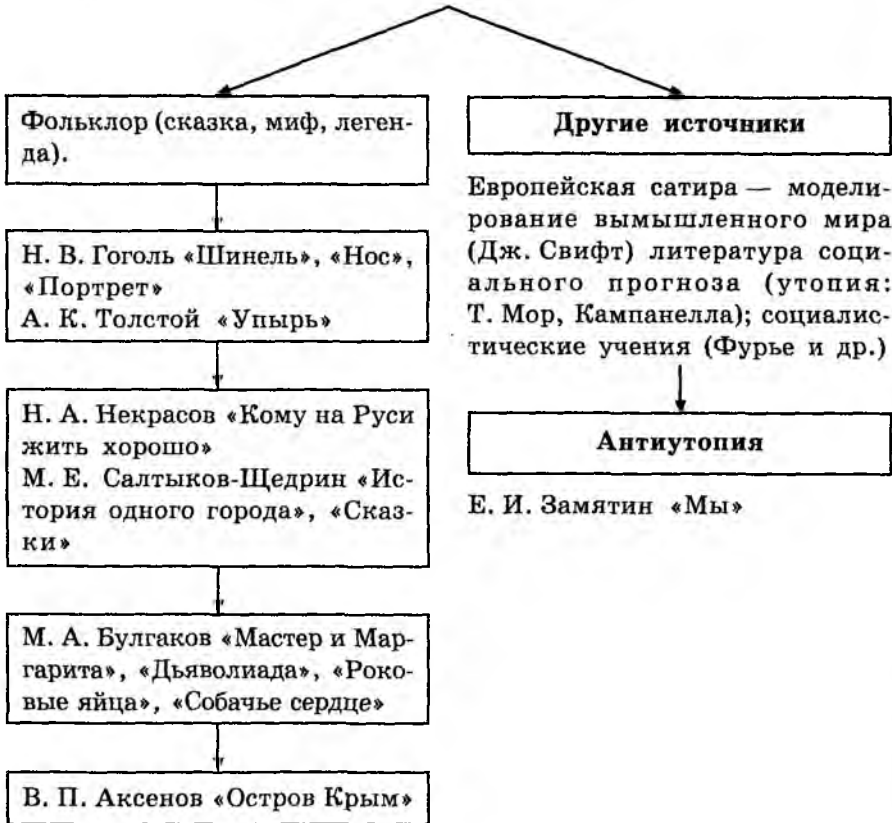 Фольклор (сказка, миф, леген-
да).
Н. В. Гоголь «Шинель», «Нос»,
«Портрет»
А. К. Толстой «Упырь»
Н. А. Некрасов «Кому на Руси
жить хорошо»
М. Е. Салтыков-Щедрин «Ис-
тория одного города», «Сказ-
ки»
М. А. Булгаков «Мастер и Мар-
гарита», «Дьяволиада», «Роко-
вые яйца», «Собачье сердце»
В. П. Аксенов «Остров Крым»
Другие источники
Европейская сатира — модели-
рование вымышленного мира
(Дж. Свифт) литература соци-
ального прогноза (утопия:
Т. Мор, Кампанелла); социалис-
тические учения (Фурье и др.)
Антиутопия
Е. И. Замятин «Мы»